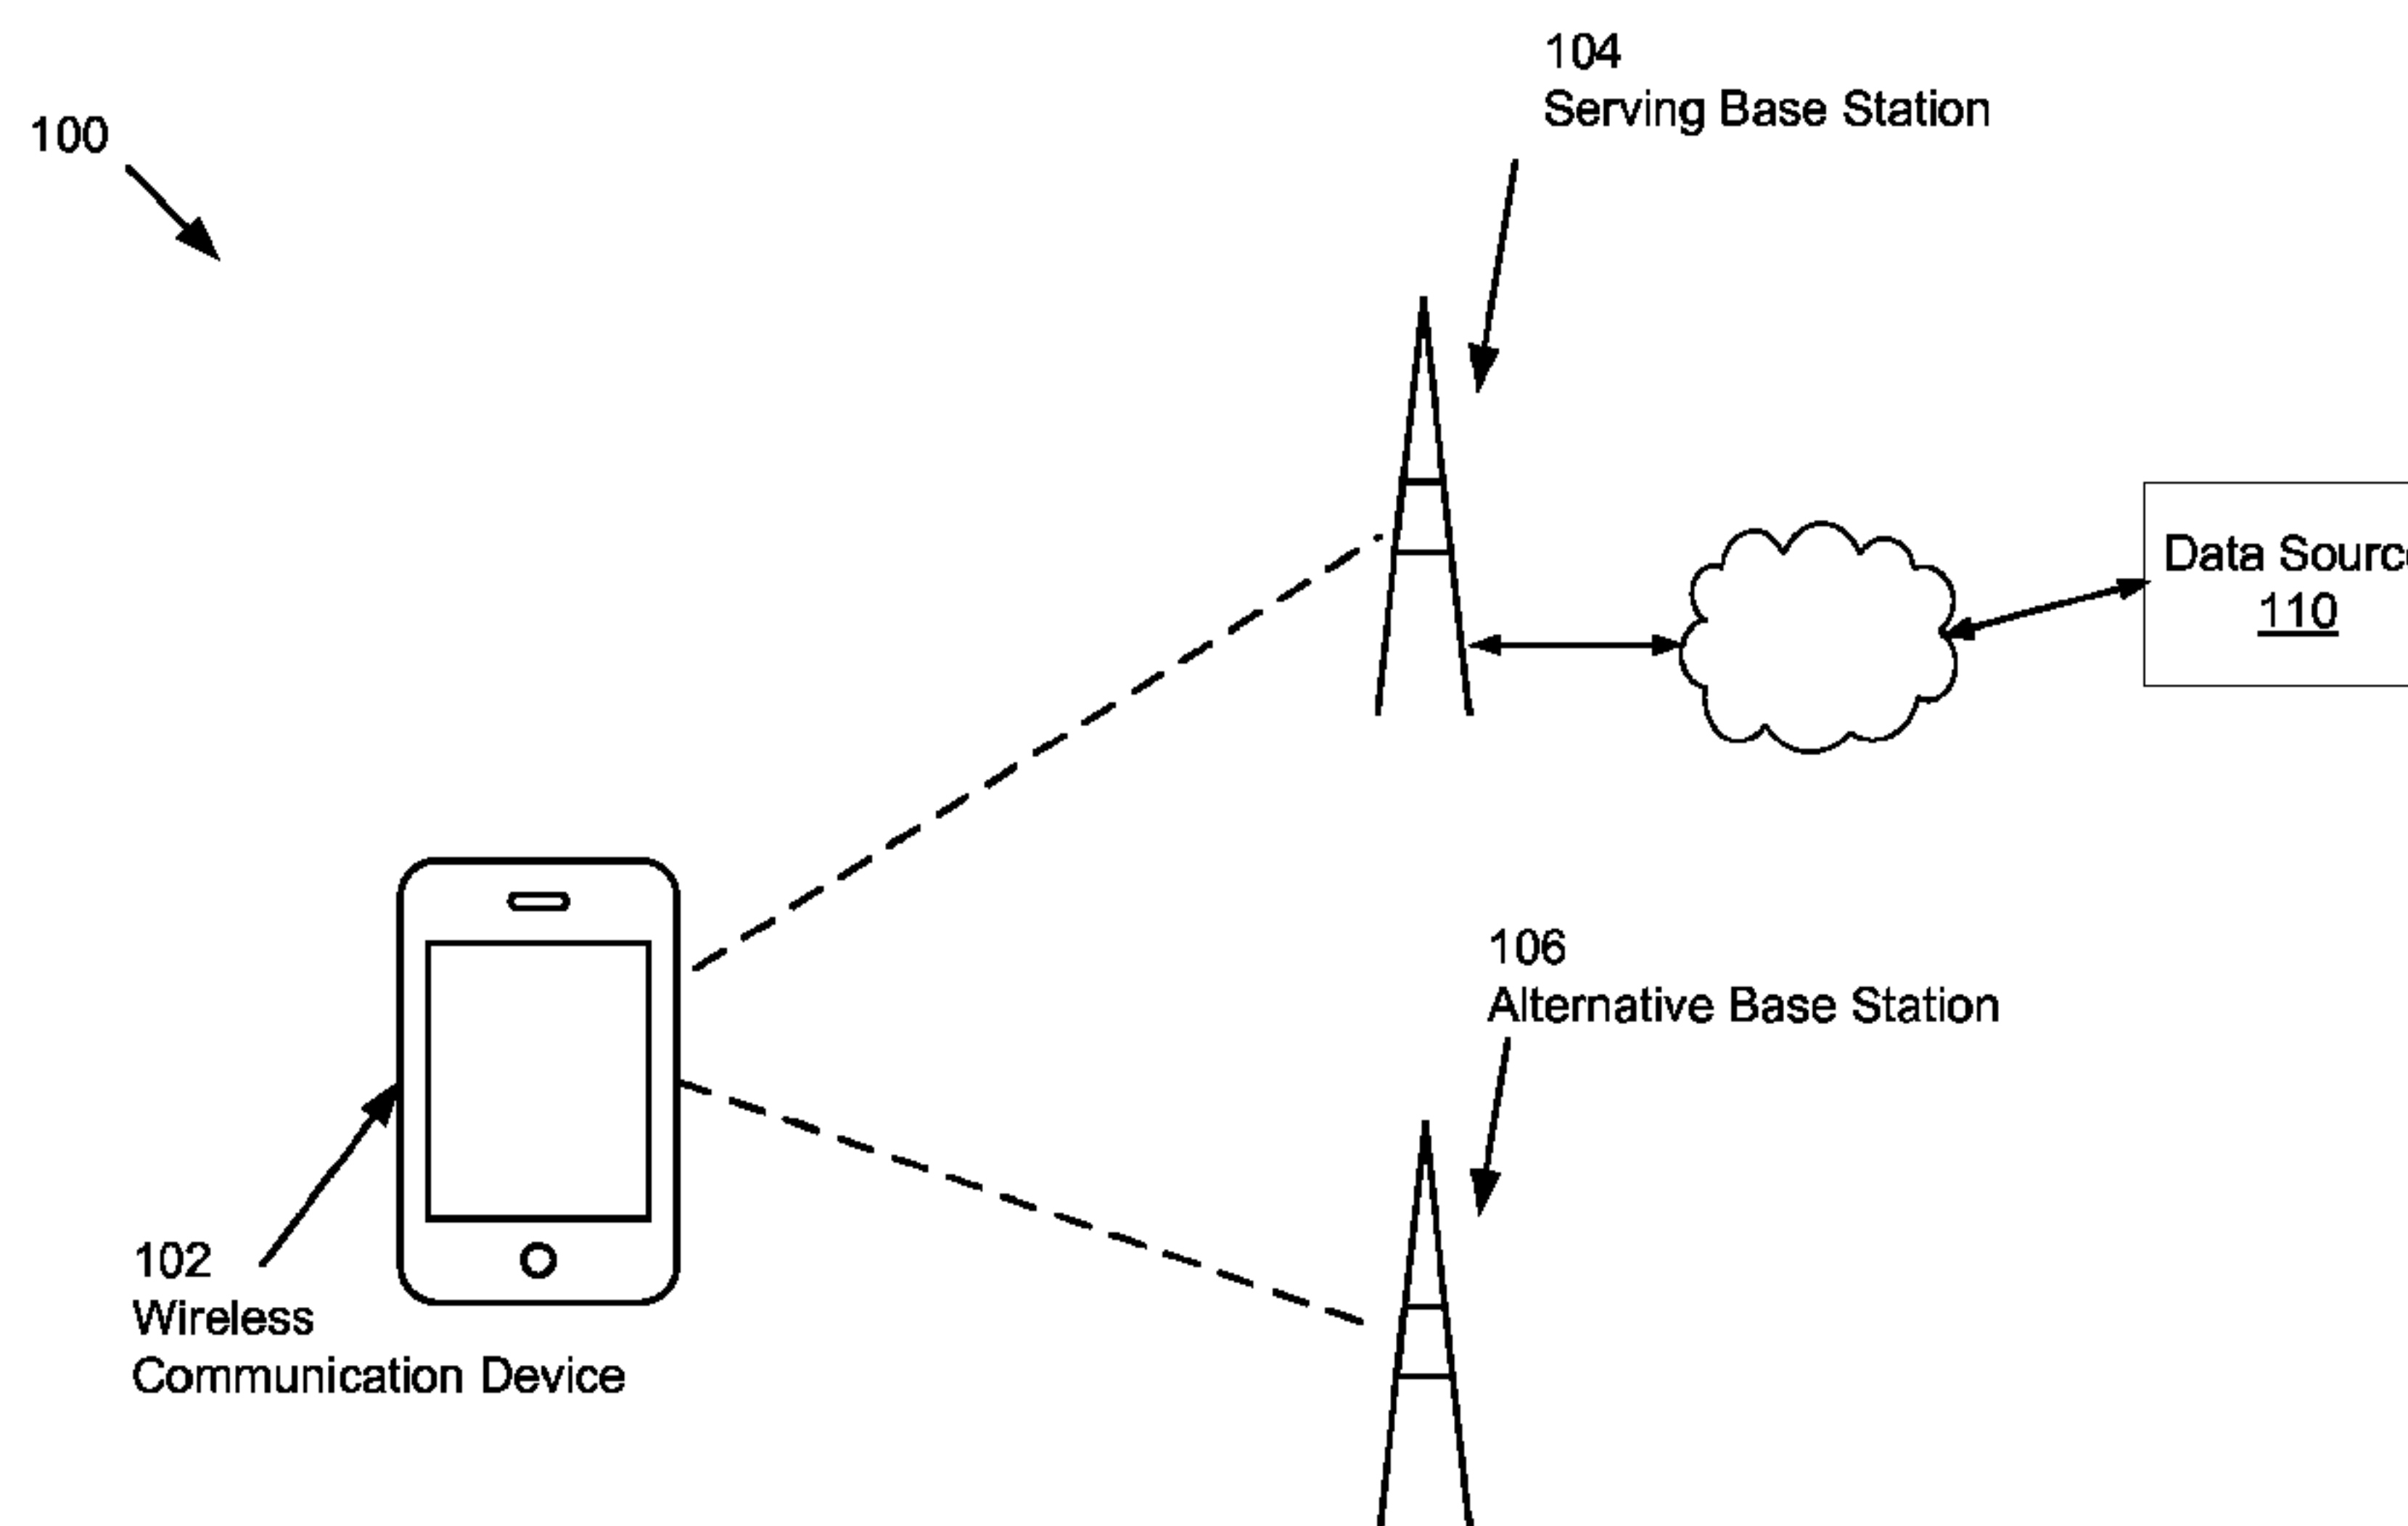 104
Serving Base Station
100
Data Sourc
110
106
Alternative Base Station
102
Wireless
Communication Device